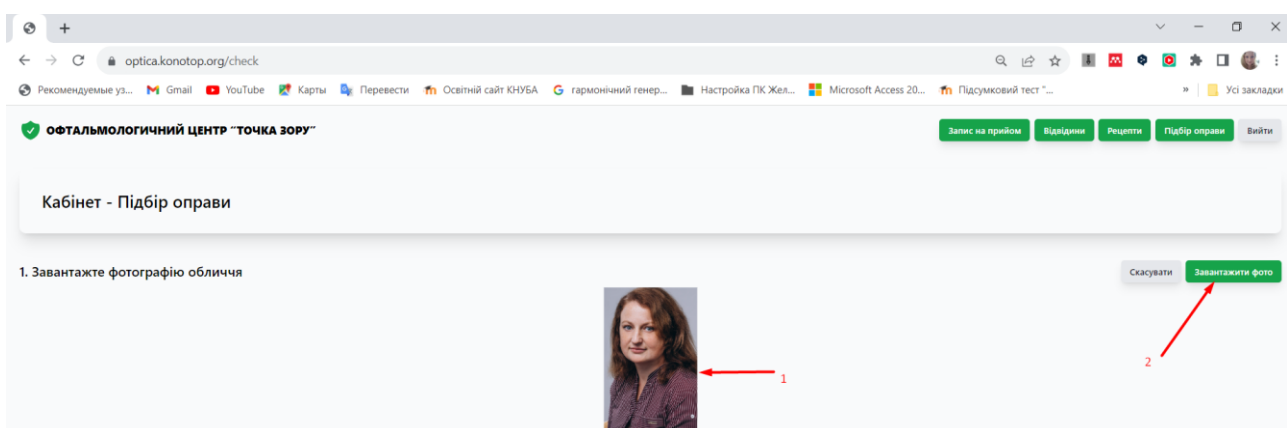 optica.konotop.org/check
Рекомендуемые уз... Gmail YouTube Карты Перевести Освітній сайт КНУБА гармонічний генер... Настройка ПК Жел... Microsoft Access 20... Підсумковий тест "... » Усі закладки
ОФТАЛЬМОЛОГИЧНИЙ ЦЕНТР "ТОЧКА ЗОРУ" Запис на прийом Відвідини Рецепти Підбір оправи Вийти
Кабінет - Підбір оправи
1. Завантажте фотографію обличчя Скасувати Завантажити фото
1
2